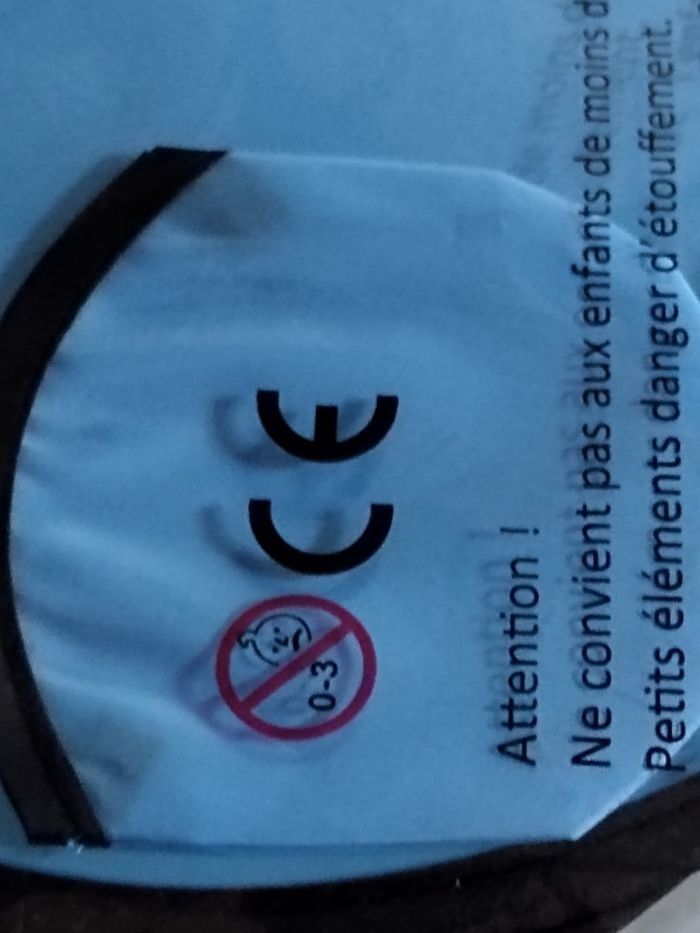 0-3
CE
Attention !
Ne convient pas aux enfants de moins
Petits éléments danger d'étouffement.